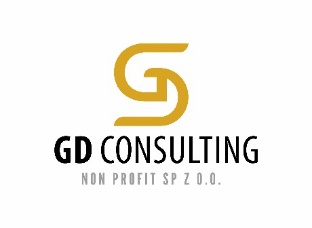 GD CONSULTING
NON PROFIT SP Z O.O.